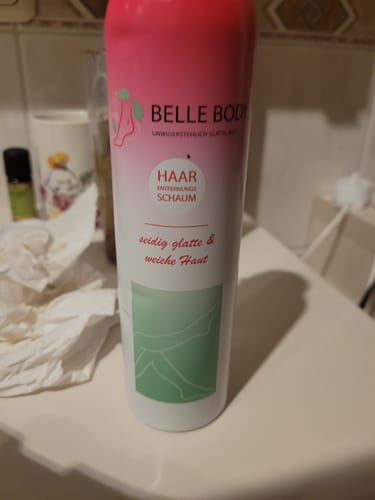 BELLE BODY
UNWIDERSTEHLICH GLATTE HAUT
HAAR
ENTFERNUNGS
SCHAUM
seidig glatte &
weiche Haut